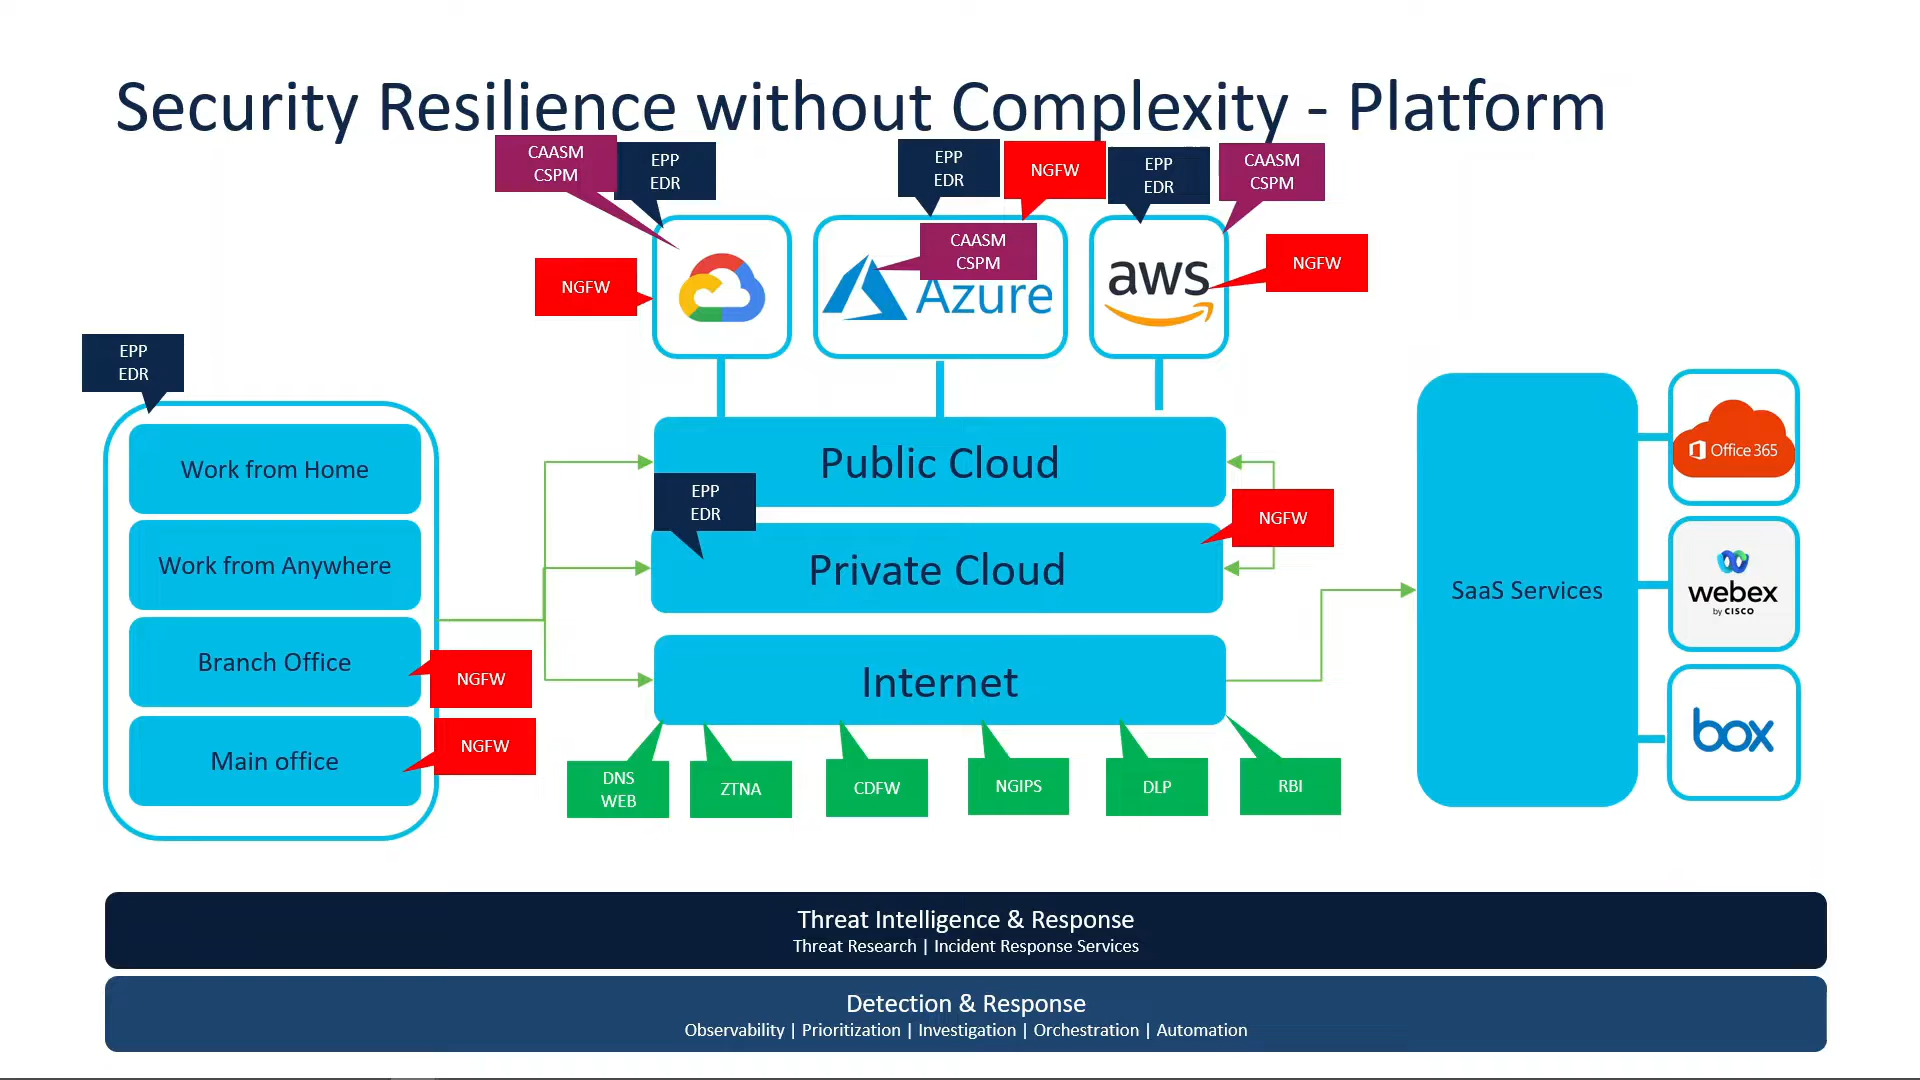 Security Resilience without Complexity - Platform
CAASM
CSPM
EPP
EDR
EPP
EDR
NGFW
EPP
EDR
CAASM
CSPM
NGFW
CAASM
CSPM
Azure
aws
NGFW
EPP
EDR
Work from Home
Work from Anywhere
Branch Office
Main office
NGFW
NGFW
Public Cloud
EPP
EDR
NGFW
Private Cloud
Internet
DNS
WEB
ZTNA
CDFW
NGIPS
DLP
RBI
SaaS Services
Office 365
webex
by CISCO
box
Threat Intelligence & Response
Threat Research | Incident Response Services
Detection & Response
Observability | Prioritization | Investigation | Orchestration | Automation